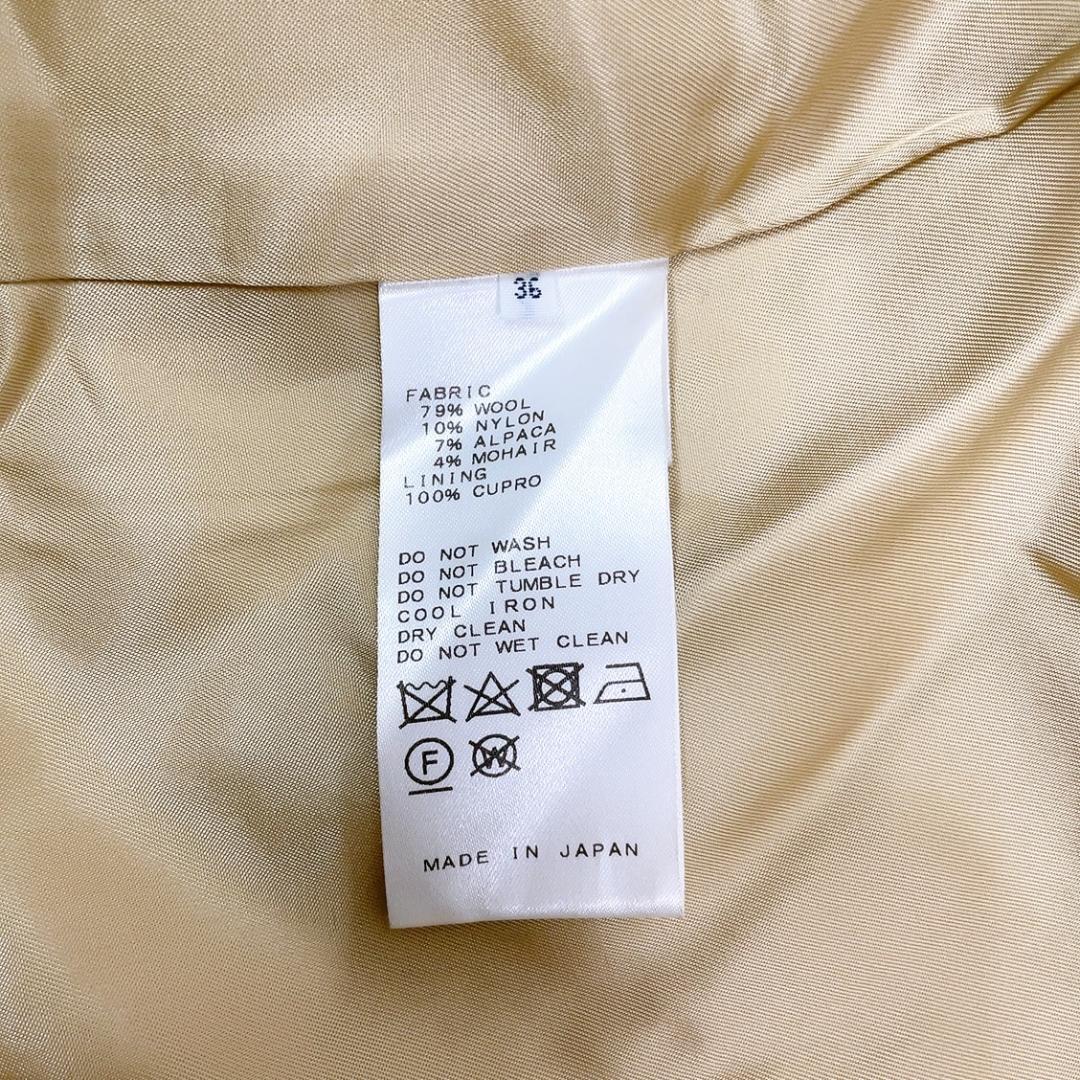 36
FABRIC
79% WOOL
10% NYLON
7% ALPACA
4% MOHAIR
LINING
100% CUPRO
DO NOT WASH
DO NOT BLEACH
DO NOT TUMBLE DRY
COOL IRON
DRY CLEAN
DO NOT WET CLEAN
F W
MADE IN JAPAN